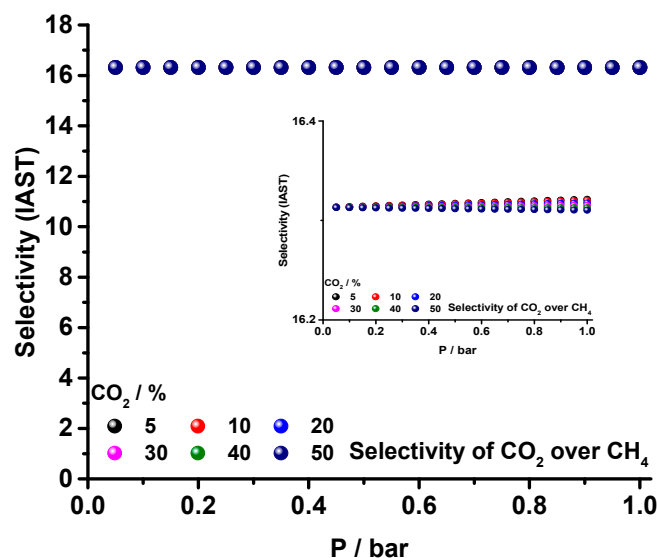 18
16
14
12
10
8
6
4
2
0
Selectivity (IAST)
16.4
16.2
Selectivity (IAST)
CO₂ / %
5 10 20
30 40 50
Selectivity of CO₂ over CH₄
0.0 0.2 0.4 0.6 0.8 1.0
P / bar
CO₂ / %
5 10 20
30 40 50
Selectivity of CO₂ over CH₄
0.0 0.2 0.4 0.6 0.8 1.0
P / bar